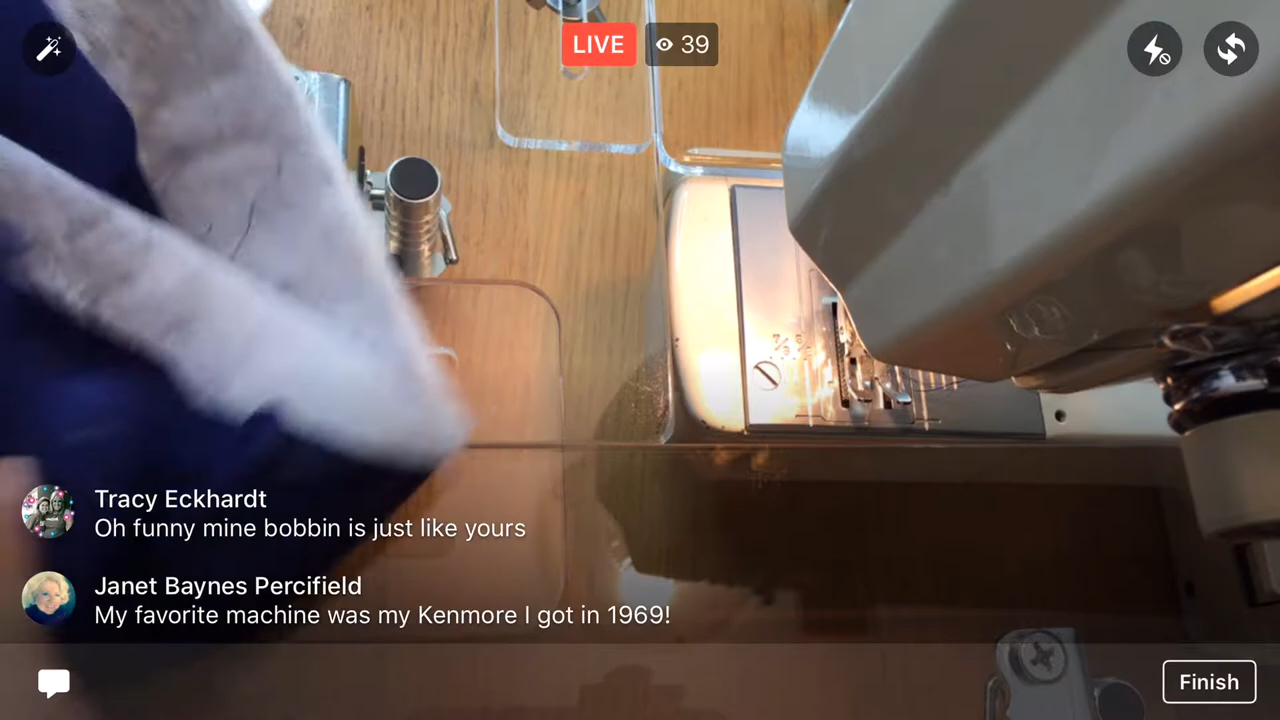 LIVE 39
Tracy Eckhardt
Oh funny mine bobbin is just like yours
Janet Baynes Percifield
My favorite machine was my Kenmore I got in 1969!
Finish